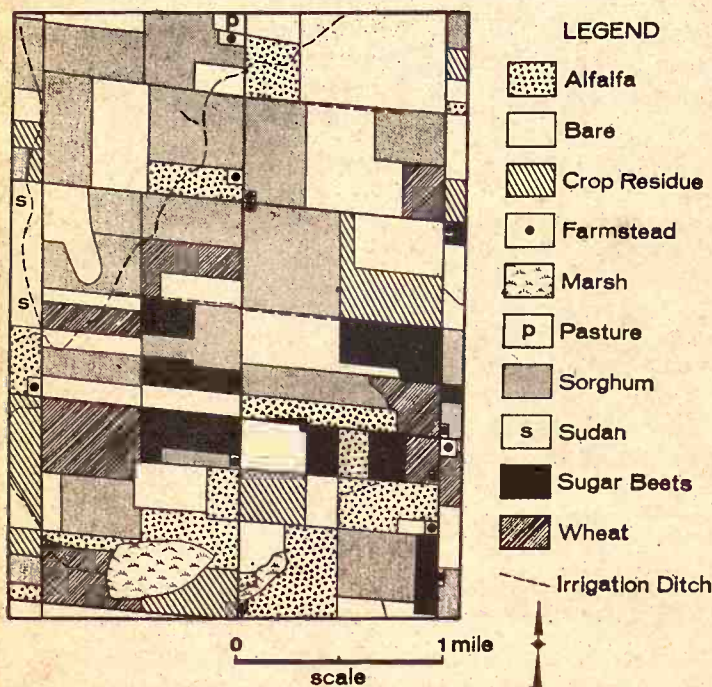 P
S
S
LEGEND
Alfalfa
Bare
Crop Residue
Farmstead
Marsh
P Pasture
Sorghum
S Sudan
Sugar Beets
Wheat
Irrigation Ditch
0 1 mile
scale